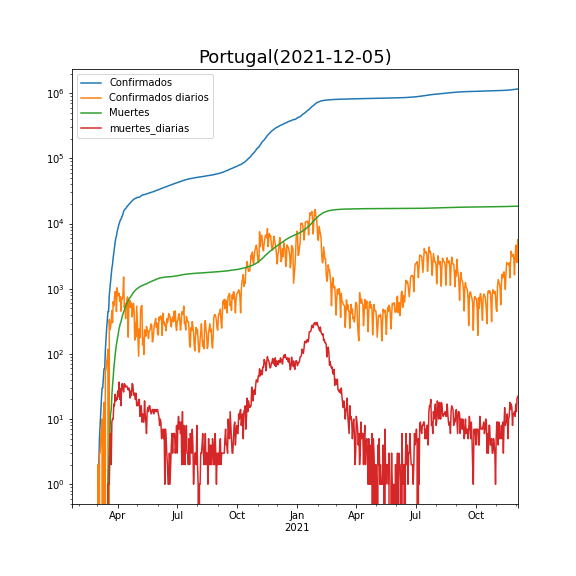 Portugal(2021-12-05)
Confirmados
Confirmados diarios
Muertes
muertes_diarias
10⁶
10⁵
10⁴
10³
10²
10¹
10⁰
Apr Jul Oct Jan Apr Jul Oct
2021